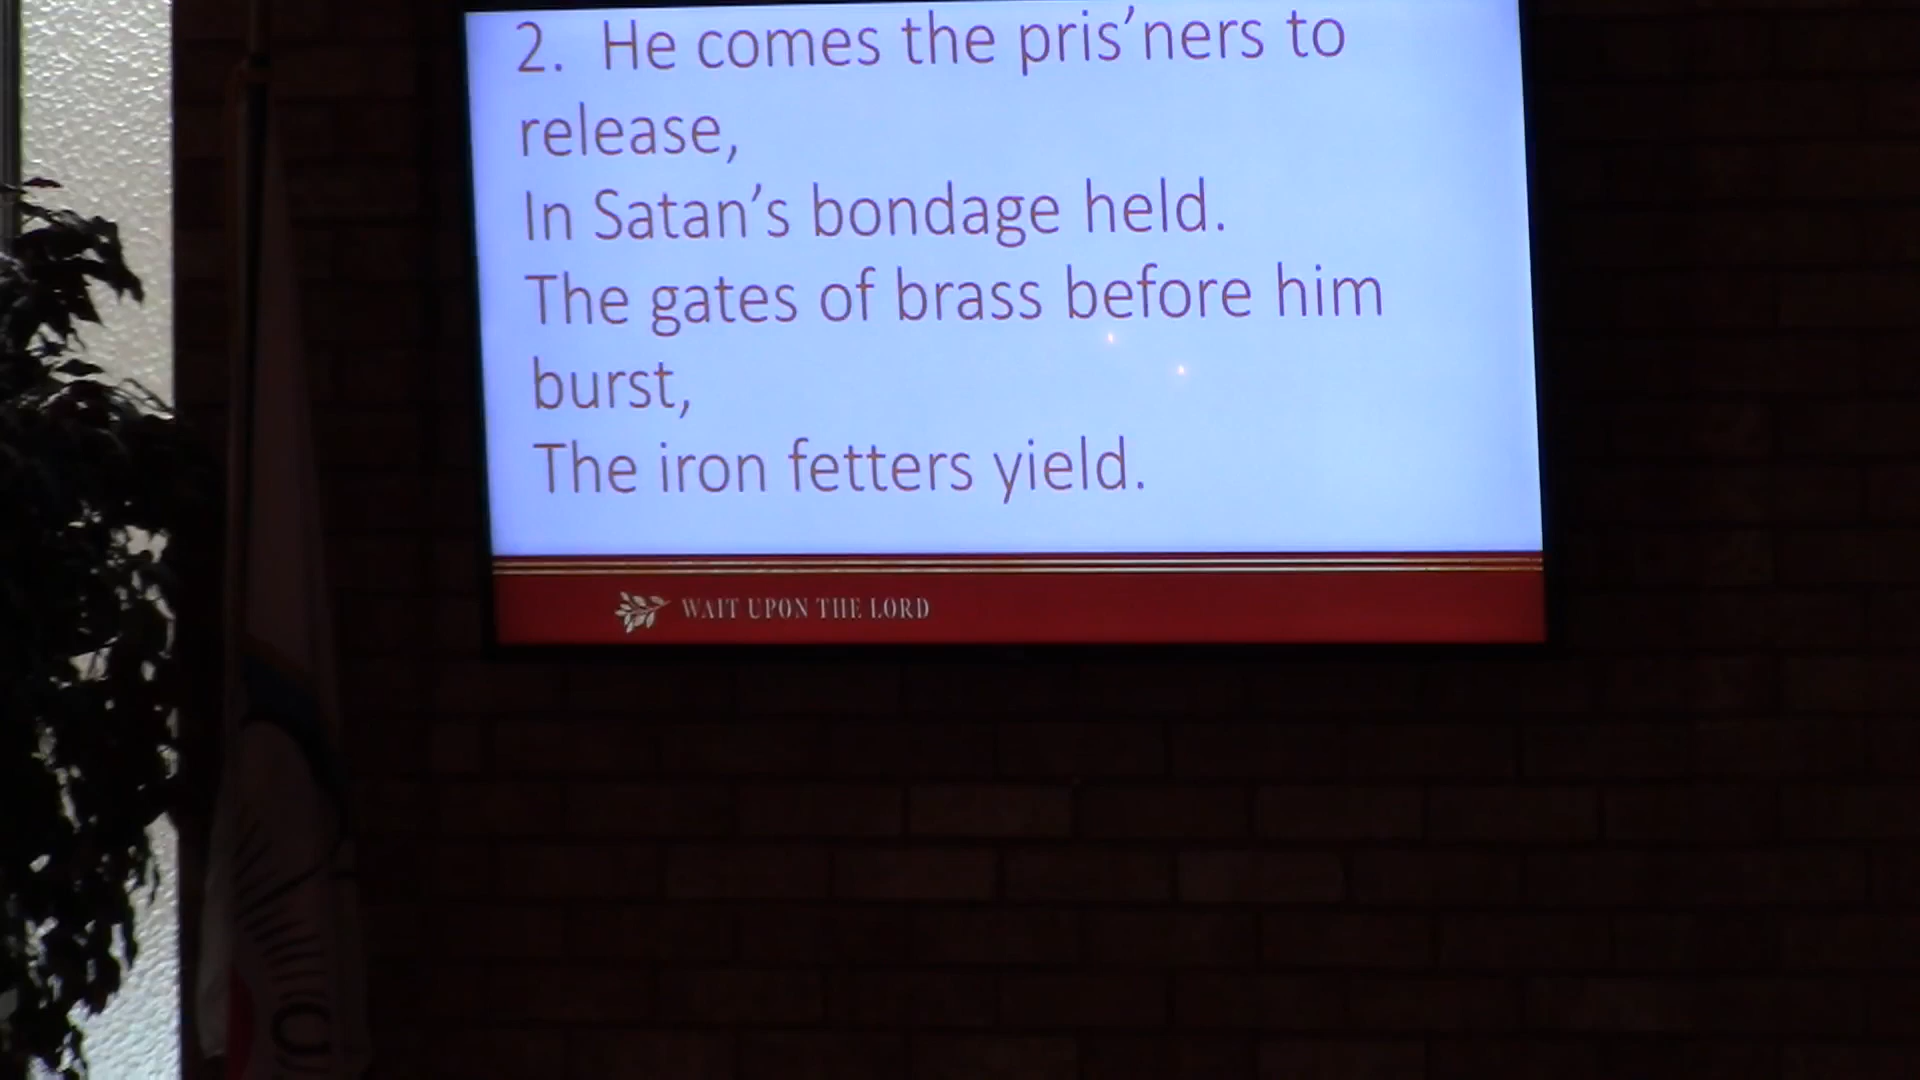 2. He comes the pris’ners to
release,
In Satan’s bondage held.
The gates of brass before him
burst,
The iron fetters yield.
WAIT UPON THE LORD